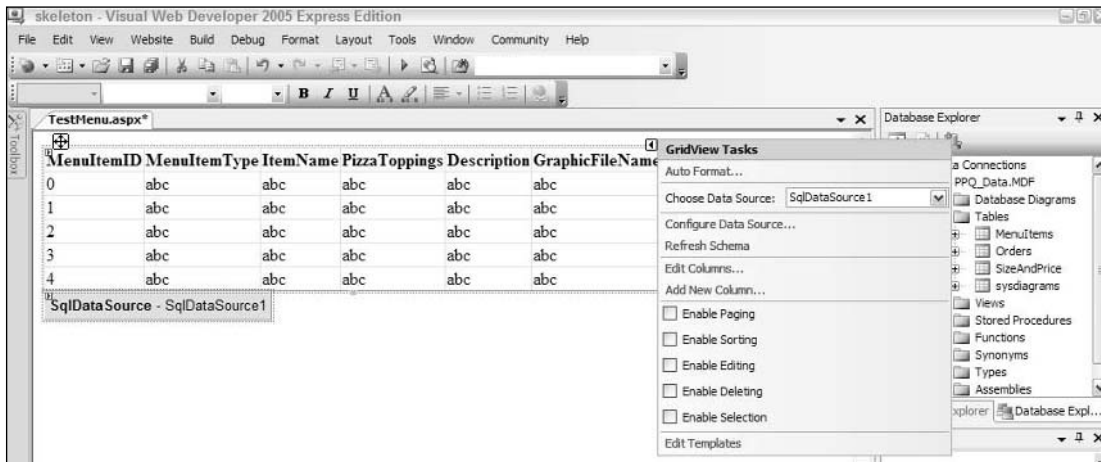 skeleton - Visual Web Developer 2005 Express Edition
File Edit View Website Build Debug Format Layout Tools Window Community Help
B I U A
Toolbox
TestMenu.aspx*
MenuItemID MenuItemType ItemName PizzaToppings Description GraphicFileName
0 abc abc abc abc abc
1 abc abc abc abc abc
2 abc abc abc abc abc
3 abc abc abc abc abc
4 abc abc abc abc abc
SqlDataSource - SqlDataSource1
GridView Tasks
Auto Format...
Choose Data Source: SqlDataSource1
Configure Data Source...
Refresh Schema
Edit Columns...
Add New Column...
Enable Paging
Enable Sorting
Enable Editing
Enable Deleting
Enable Selection
Edit Templates
Database Explorer
a Connections
PPQ_Data.MDF
Database Diagrams
Tables
MenuItems
Orders
SizeAndPrice
sysdiagrams
Views
Stored Procedures
Functions
Synonyms
Types
Assemblies
xplorer Database Expl...